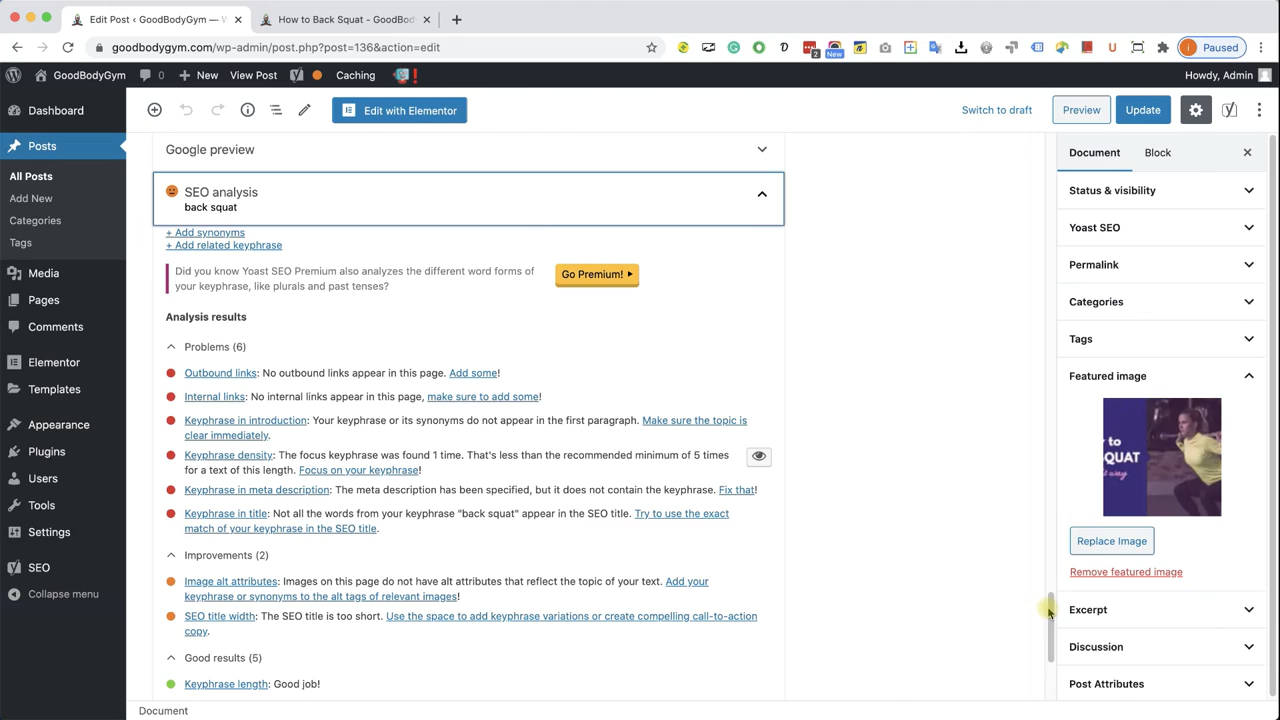 Edit Post ‹ GoodBodyGym — W
How to Back Squat - GoodBod
goodbodygym.com/wp-admin/post.php?post=136&action=edit
New
2
Paused
GoodBodyGym
New
View Post
Caching
Howdy, Admin
Dashboard
Posts
All Posts
Add New
Categories
Tags
Media
Pages
Comments
Elementor
Templates
Appearance
Plugins
Users
Tools
Settings
SEO
Collapse menu
Edit with Elementor
Switch to draft
Preview
Update
Google preview
SEO analysis
back squat
+ Add synonyms
+ Add related keyphrase
Did you know Yoast SEO Premium also analyzes the different word forms of
your keyphrase, like plurals and past tenses?
Go Premium!
Analysis results
Problems (6)
Outbound links: No outbound links appear in this page. Add some!
Internal links: No internal links appear in this page, make sure to add some!
Keyphrase in introduction: Your keyphrase or its synonyms do not appear in the first paragraph. Make sure the topic is
clear immediately.
Keyphrase density: The focus keyphrase was found 1 time. That's less than the recommended minimum of 5 times
for a text of this length. Focus on your keyphrase!
Keyphrase in meta description: The meta description has been specified, but it does not contain the keyphrase. Fix that!
Keyphrase in title: Not all the words from your keyphrase "back squat" appear in the SEO title. Try to use the exact
match of your keyphrase in the SEO title.
Improvements (2)
Image alt attributes: Images on this page do not have alt attributes that reflect the topic of your text. Add your
keyphrase or synonyms to the alt tags of relevant images!
SEO title width: The SEO title is too short. Use the space to add keyphrase variations or create compelling call-to-action
copy.
Good results (5)
Keyphrase length: Good job!
Document
Document
Block
Status & visibility
Yoast SEO
Permalink
Categories
Tags
Featured image
to
QUAT
t way
Replace Image
Remove featured image
Excerpt
Discussion
Post Attributes